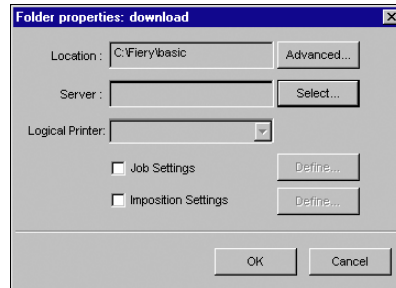 Folder properties: download
Location : C:\Fiery\basic Advanced...
Server : Select...
Logical Printer:
Job Settings Define...
Imposition Settings Define...
OK Cancel